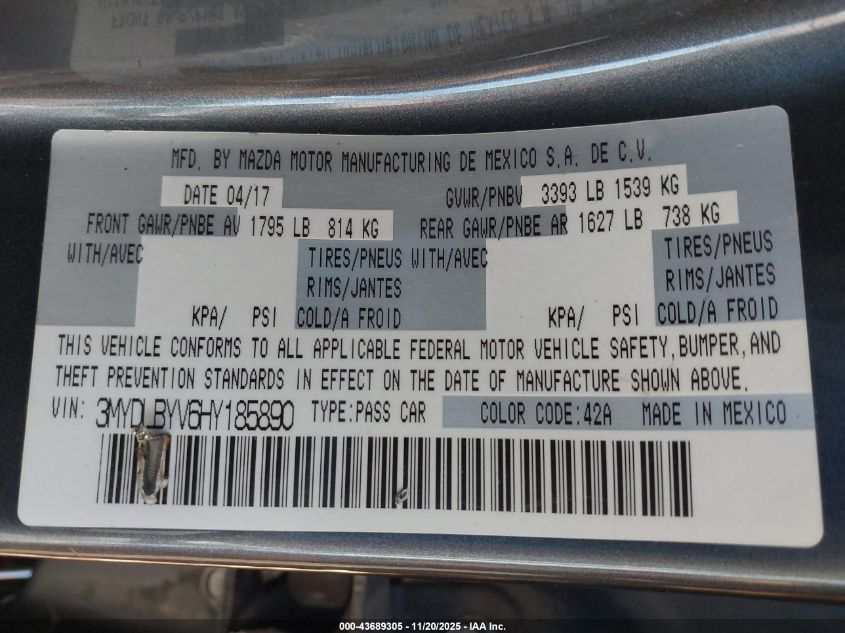 MFD. BY MAZDA MOTOR MANUFACTURING DE MEXICO S.A. DE C.V.
DATE 04/17 GVWR/PNBV 3393 LB 1539 KG
FRONT GAWR/PNBE AV 1795 LB 814 KG REAR GAWR/PNBE AR 1627 LB 738 KG
WITH/AVEC TIRES/PNEUS WITH/AVEC TIRES/PNEUS
RIMS/JANTES RIMS/JANTES
KPA/ PSI COLD/A FROID KPA/ PSI COLD/A FROID
THIS VEHICLE CONFORMS TO ALL APPLICABLE FEDERAL MOTOR VEHICLE SAFETY, BUMPER, AND
THEFT PREVENTION STANDARDS IN EFFECT ON THE DATE OF MANUFACTURE SHOWN ABOVE.
VIN: 3MYDLBYV6HY185890 TYPE:PASS CAR COLOR CODE:42A MADE IN MEXICO
000-43689305 - 11/20/2025 - IAA Inc.